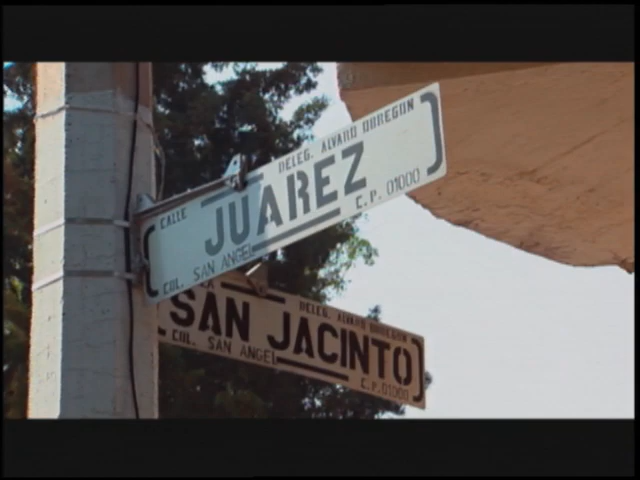 CALLE DELEG. ALVARO OBREGON
JUAREZ
COL. SAN ANGEL C.P. 01000
DELEG. ALVARO OBREGON
SAN JACINTO
COL. SAN ANGEL C.P. 01000